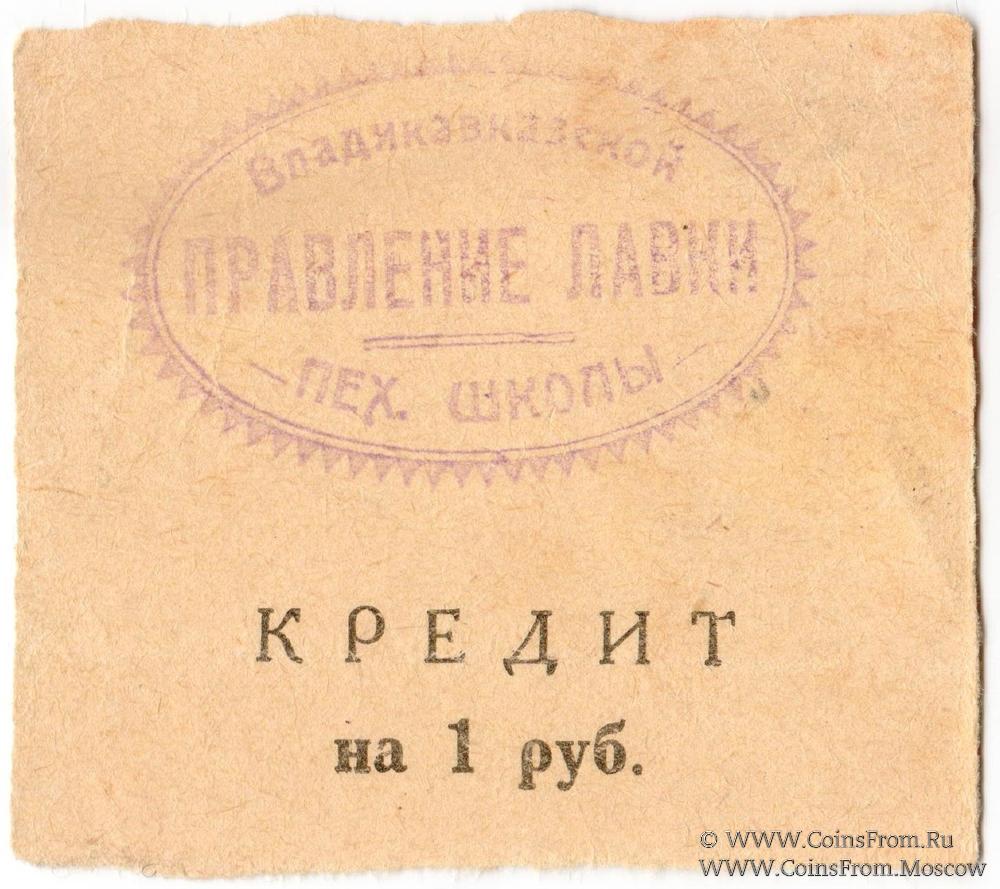 Владикавказской
ПРАВЛЕНИЕ ЛАВКИ
ПЕХ. ШКОЛЫ
КРЕДИТ
на 1 руб.
© WWW.CoinsFrom.Ru
WWW.CoinsFrom.Moscow